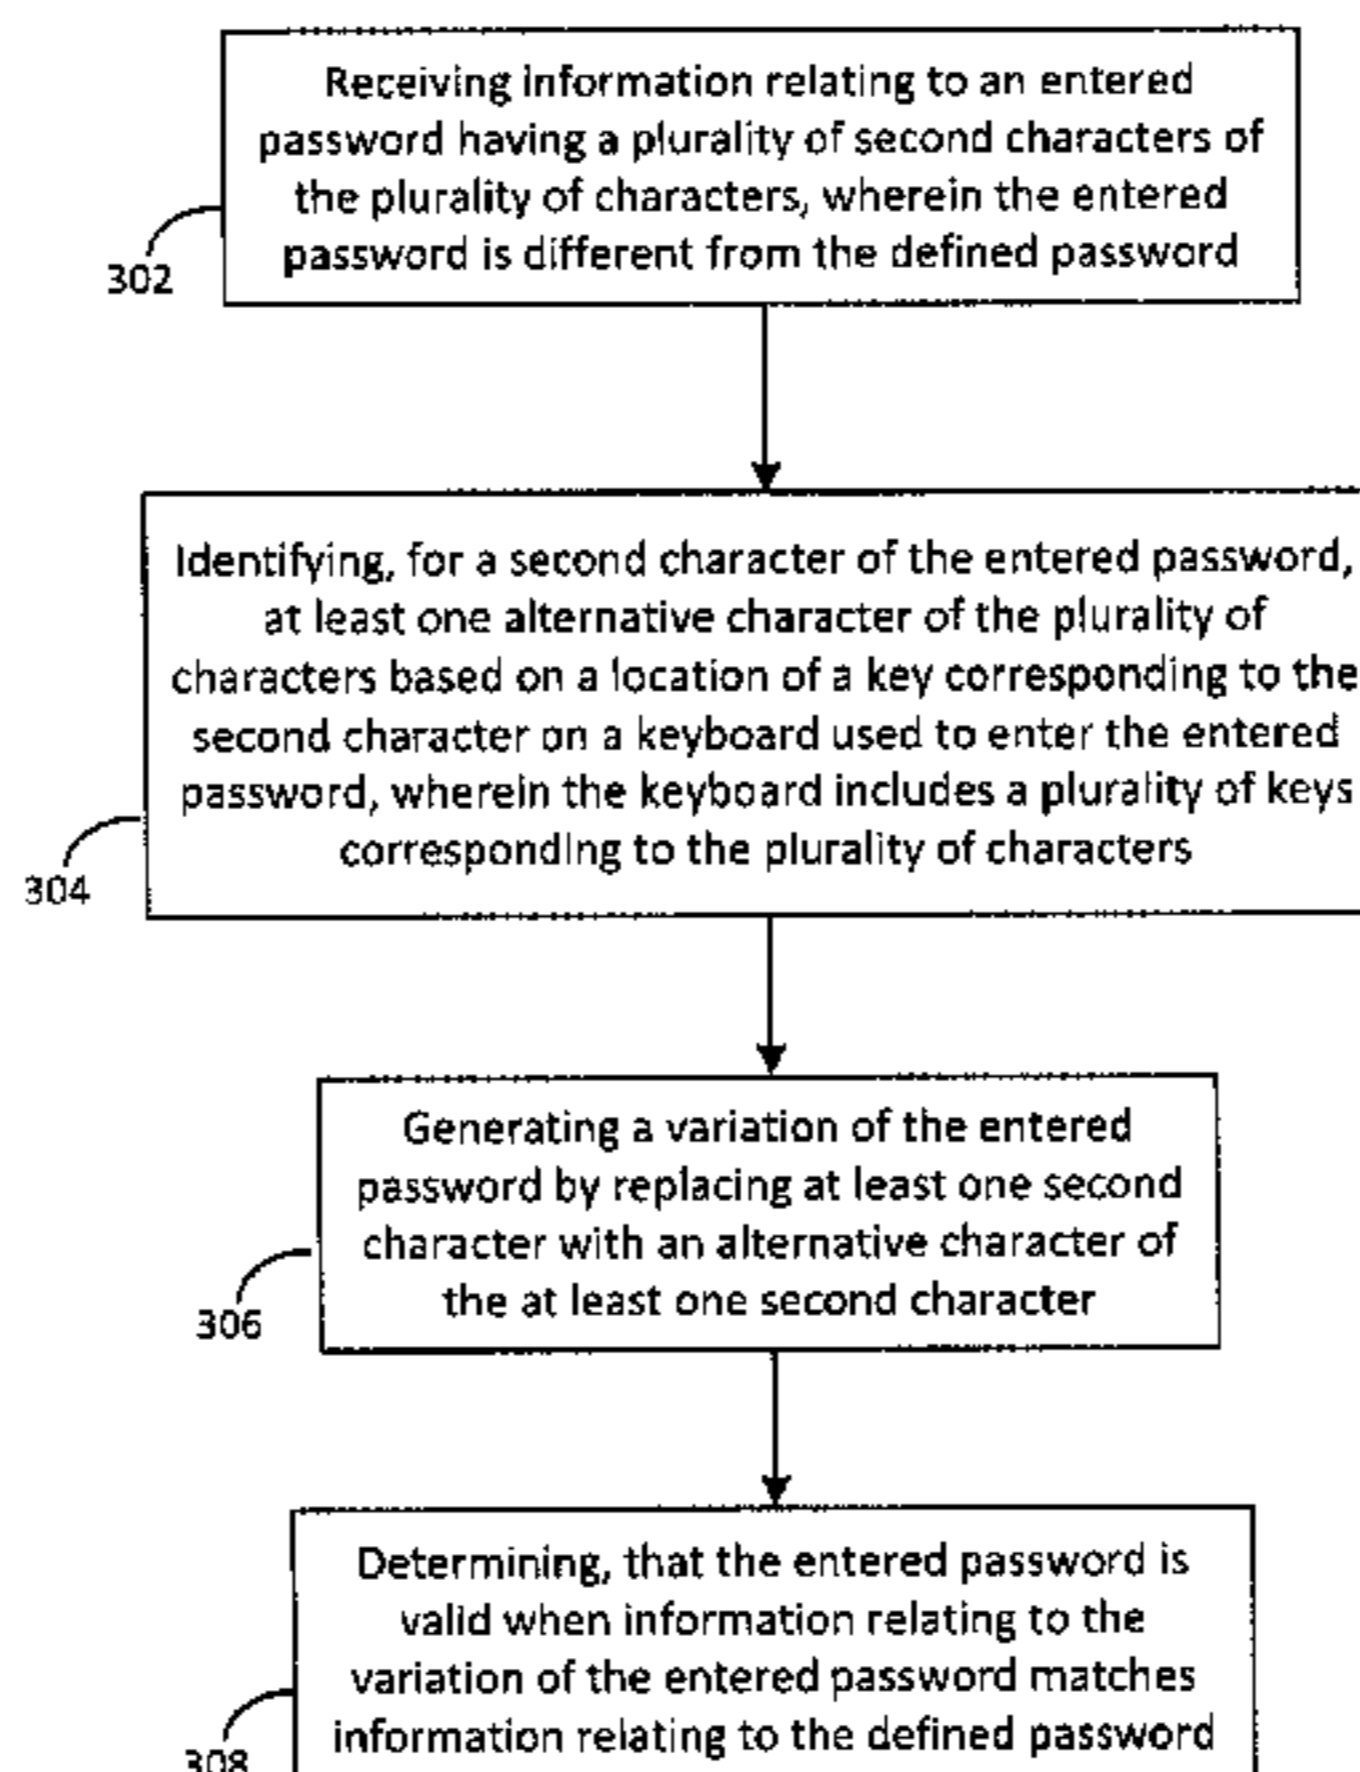 Receiving information relating to an entered
password having a plurality of second characters of
the plurality of characters, wherein the entered
password is different from the defined password
302
Identifying, for a second character of the entered password,
at least one alternative character of the plurality of
characters based on a location of a key corresponding to the
second character on a keyboard used to enter the entered
password, wherein the keyboard includes a plurality of keys
corresponding to the plurality of characters
304
Generating a variation of the entered
password by replacing at least one second
character with an alternative character of
the at least one second character
306
Determining, that the entered password is
valid when information relating to the
variation of the entered password matches
information relating to the defined password
308